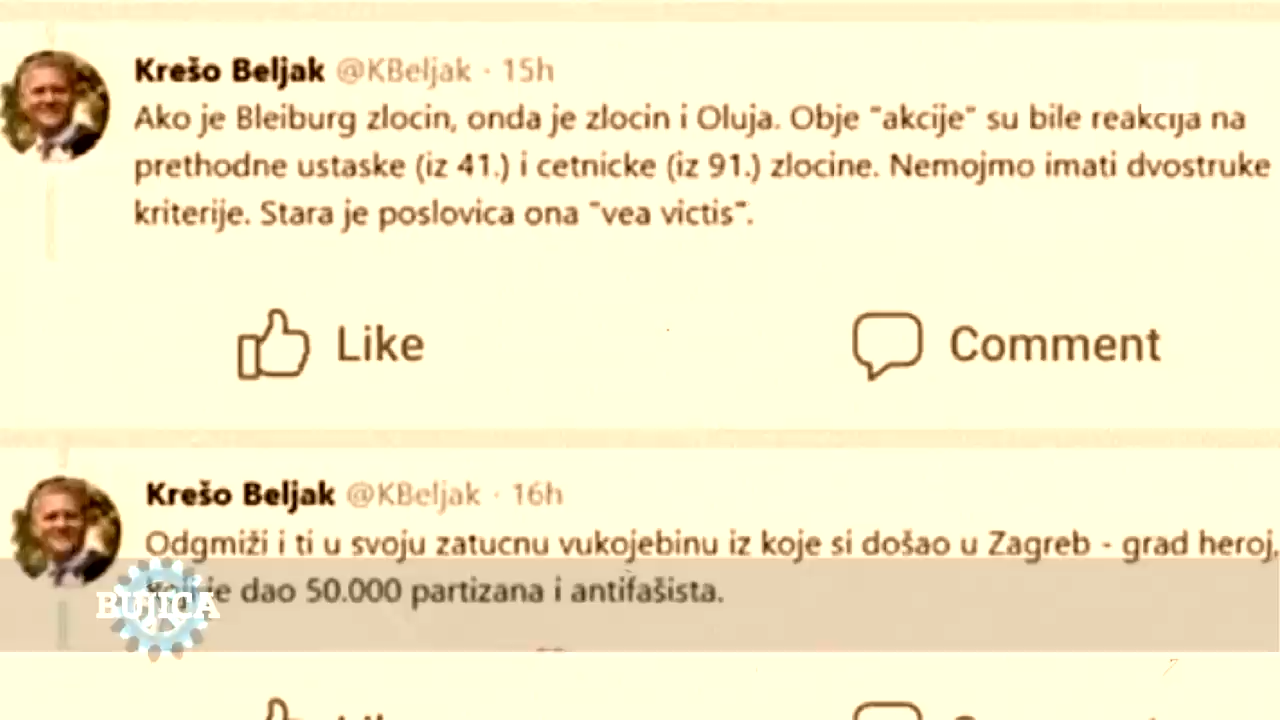 Krešo Beljak @KBeljak · 15h
Ako je Bleiburg zlocin, onda je zlocin i Oluja. Obje "akcije" su bile reakcija na
prethodne ustaske (iz 41.) i cetnicke (iz 91.) zlocine. Nemojmo imati dvostruke
kriterije. Stara je poslovica ona "vea victis".
Like Comment
Krešo Beljak @KBeljak · 16h
Odgmiži i ti u svoju zatucnu vukojebinu iz koje si došao u Zagreb - grad heroj,
je dao 50.000 partizana i antifašista.
BUJICA